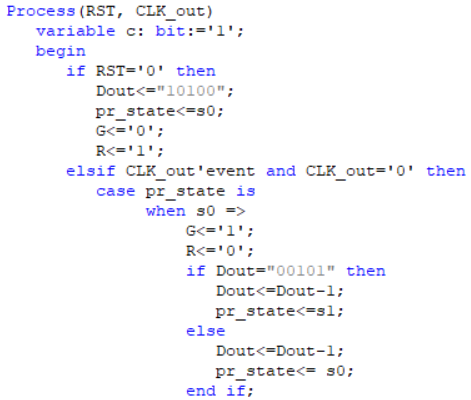 Process(RST, CLK_out)
variable c: bit:='1';
begin
if RST='0' then
Dout<="10100";
pr_state<=s0;
G<='0';
R<='1';
elsif CLK_out'event and CLK_out='0' then
case pr_state is
when s0 =>
G<='1';
R<='0';
if Dout="00101" then
Dout<=Dout-1;
pr_state<=s1;
else
Dout<=Dout-1;
pr_state<= s0;
end if;